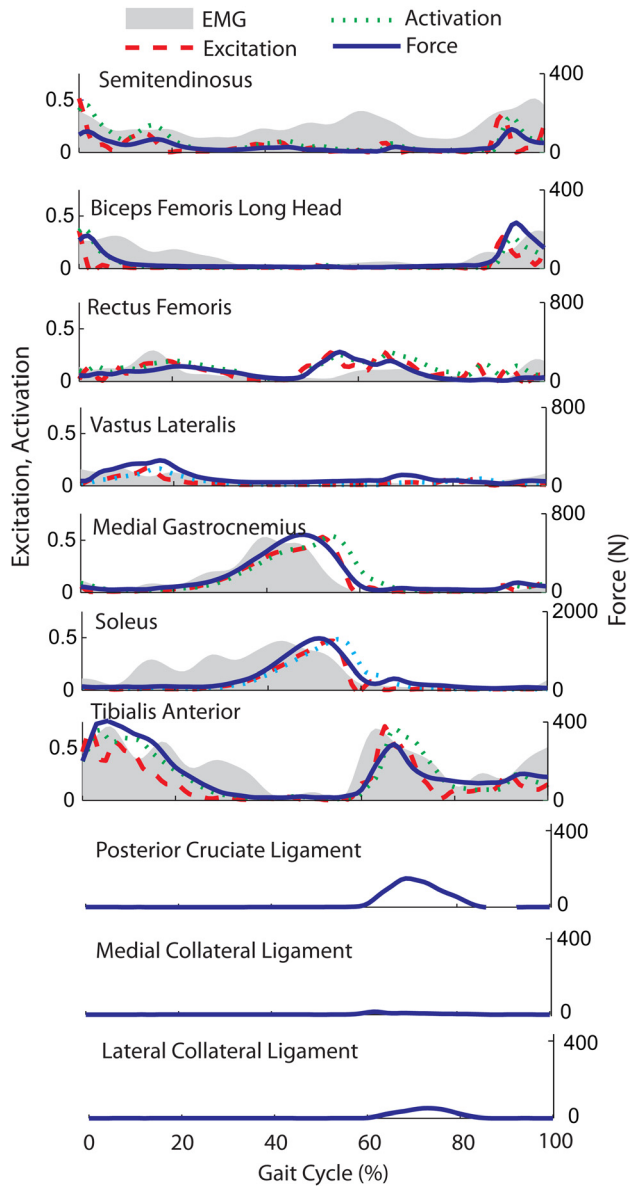 EMG
Activation
Excitation
Force
Semitendinosus
400
0.5
0
0
Biceps Femoris Long Head
400
0.5
0
0
Rectus Femoris
800
0.5
0
0
Vastus Lateralis
800
0.5
0
0
Medial Gastrocnemius
800
0.5
0
0
Soleus
2000
0.5
0
0
Tibialis Anterior
400
0.5
0
0
Excitation, Activation
Force (N)
Posterior Cruciate Ligament
400
0
Medial Collateral Ligament
400
0
Lateral Collateral Ligament
400
0
0 20 40 60 80 100
Gait Cycle (%)